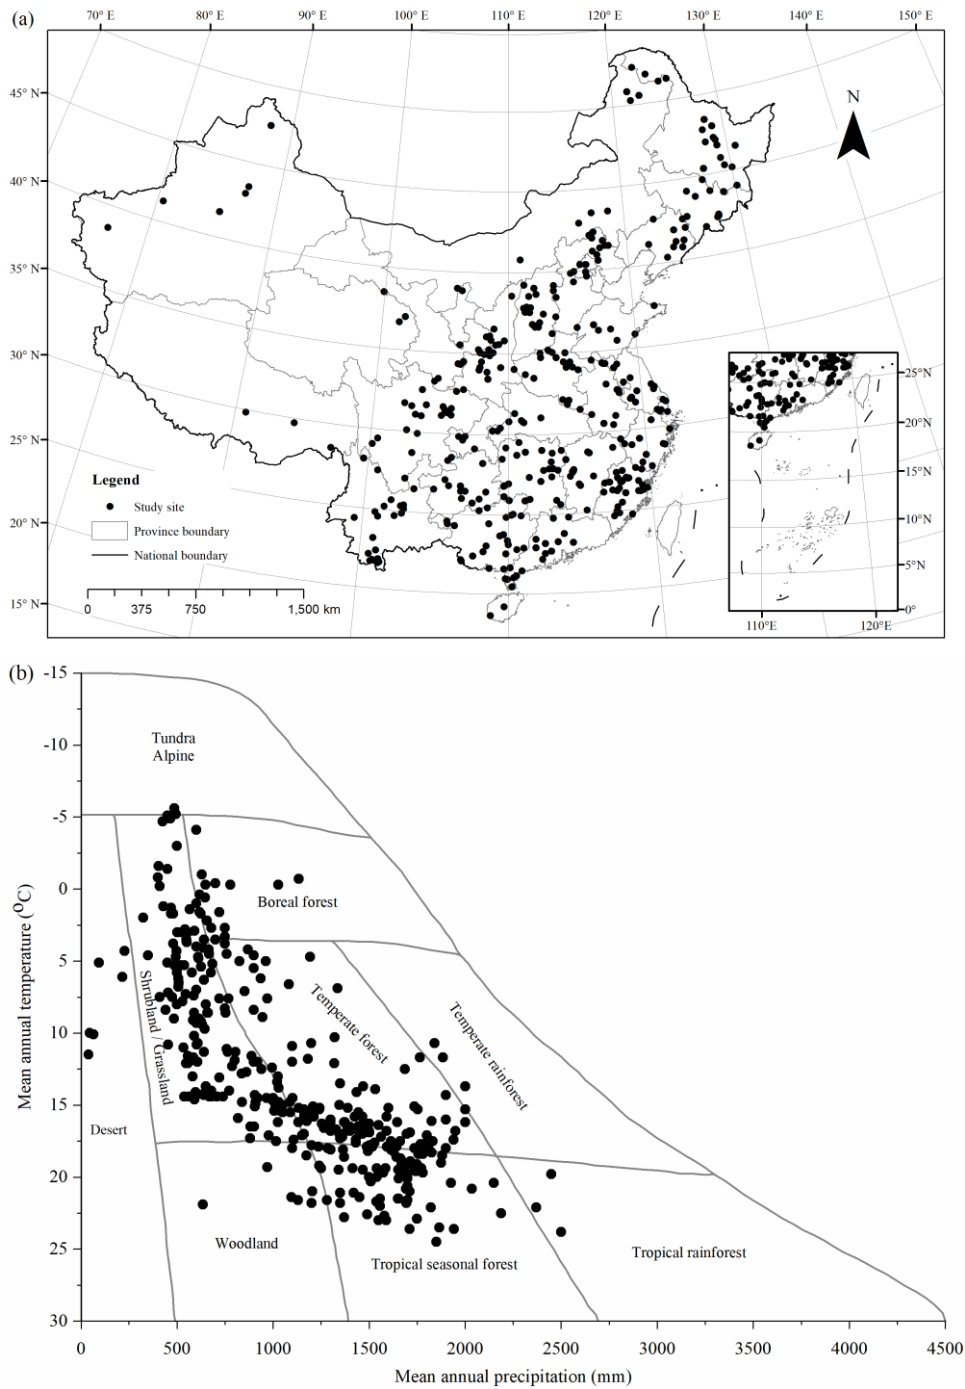 (a)
70° E 80° E 90° E 100° E 110° E 120° E 130° E 140° E 150° E
45° N
40° N
35° N
30° N
25° N
20° N
15° N
N
Legend
Study site
Province boundary
National boundary
0 375 750 1,500 km
25°N
20°N
15°N
10°N
5°N
0°
110°E 120°E
(b)
-15
-10
-5
0
5
10
15
20
25
30
Mean annual temperature (°C)
Tundra
Alpine
Boreal forest
Shrubland / Grassland
Temperate forest
Temperate rainforest
Desert
Woodland
Tropical seasonal forest
Tropical rainforest
0 500 1000 1500 2000 2500 3000 3500 4000 4500
Mean annual precipitation (mm)